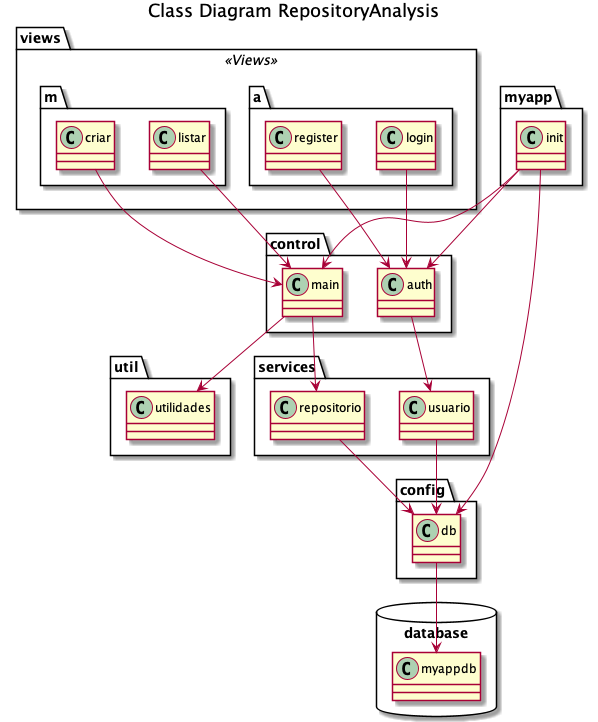 Class Diagram RepositoryAnalysis
views
«Views»
m
a
myapp
C criar
C listar
C register
C login
C init
control
C main
C auth
util
services
C utilidades
C repositorio
C usuario
config
C db
database
C myappdb